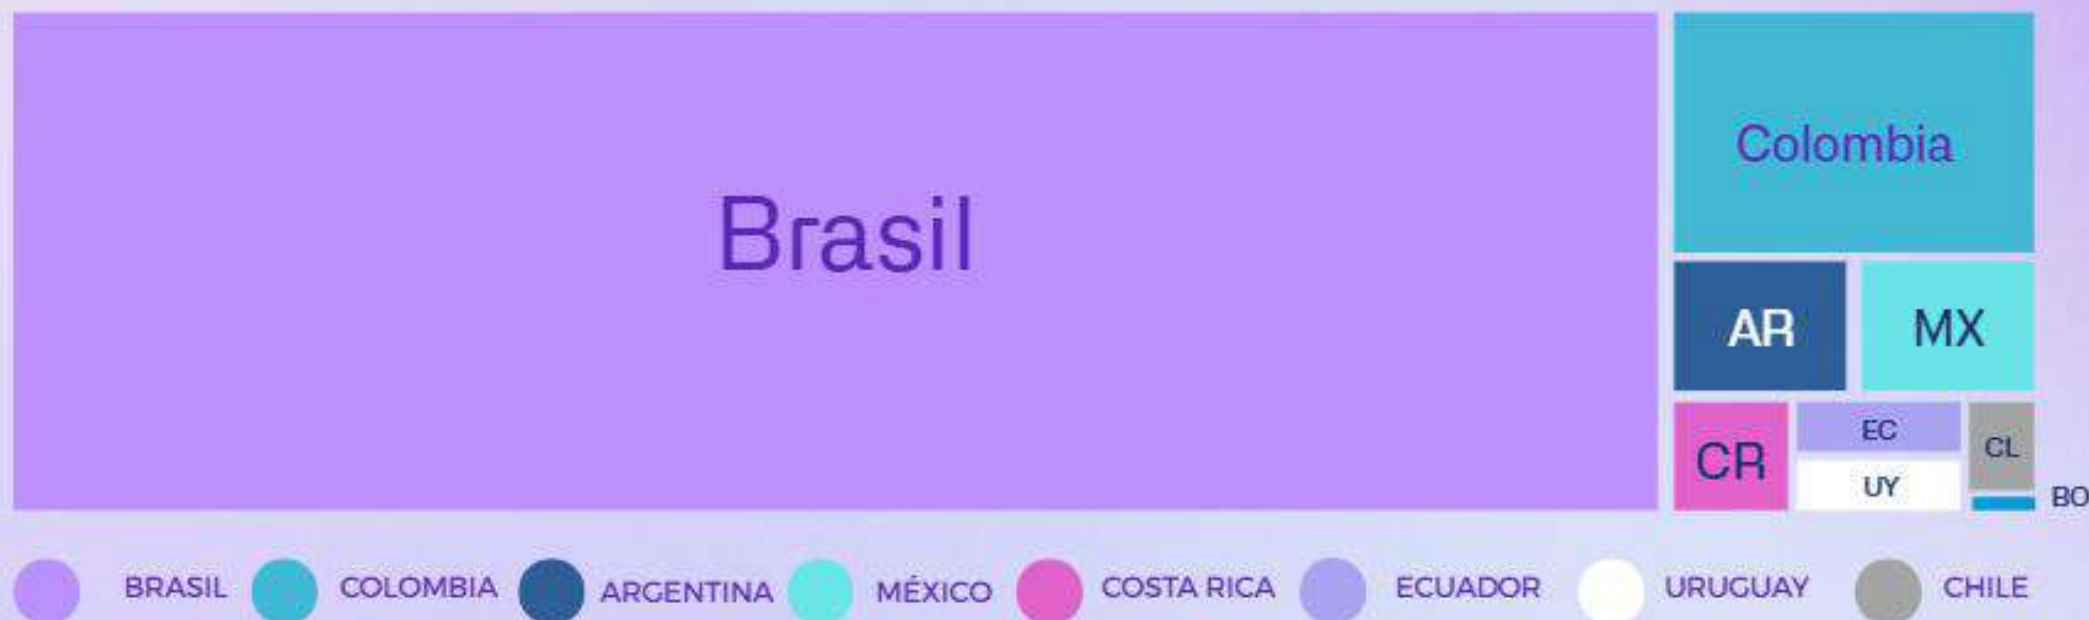 Brasil
Colombia
AR
MX
CR
EC
UY
CL
BO
BRASIL
COLOMBIA
ARGENTINA
MÉXICO
COSTA RICA
ECUADOR
URUGUAY
CHILE